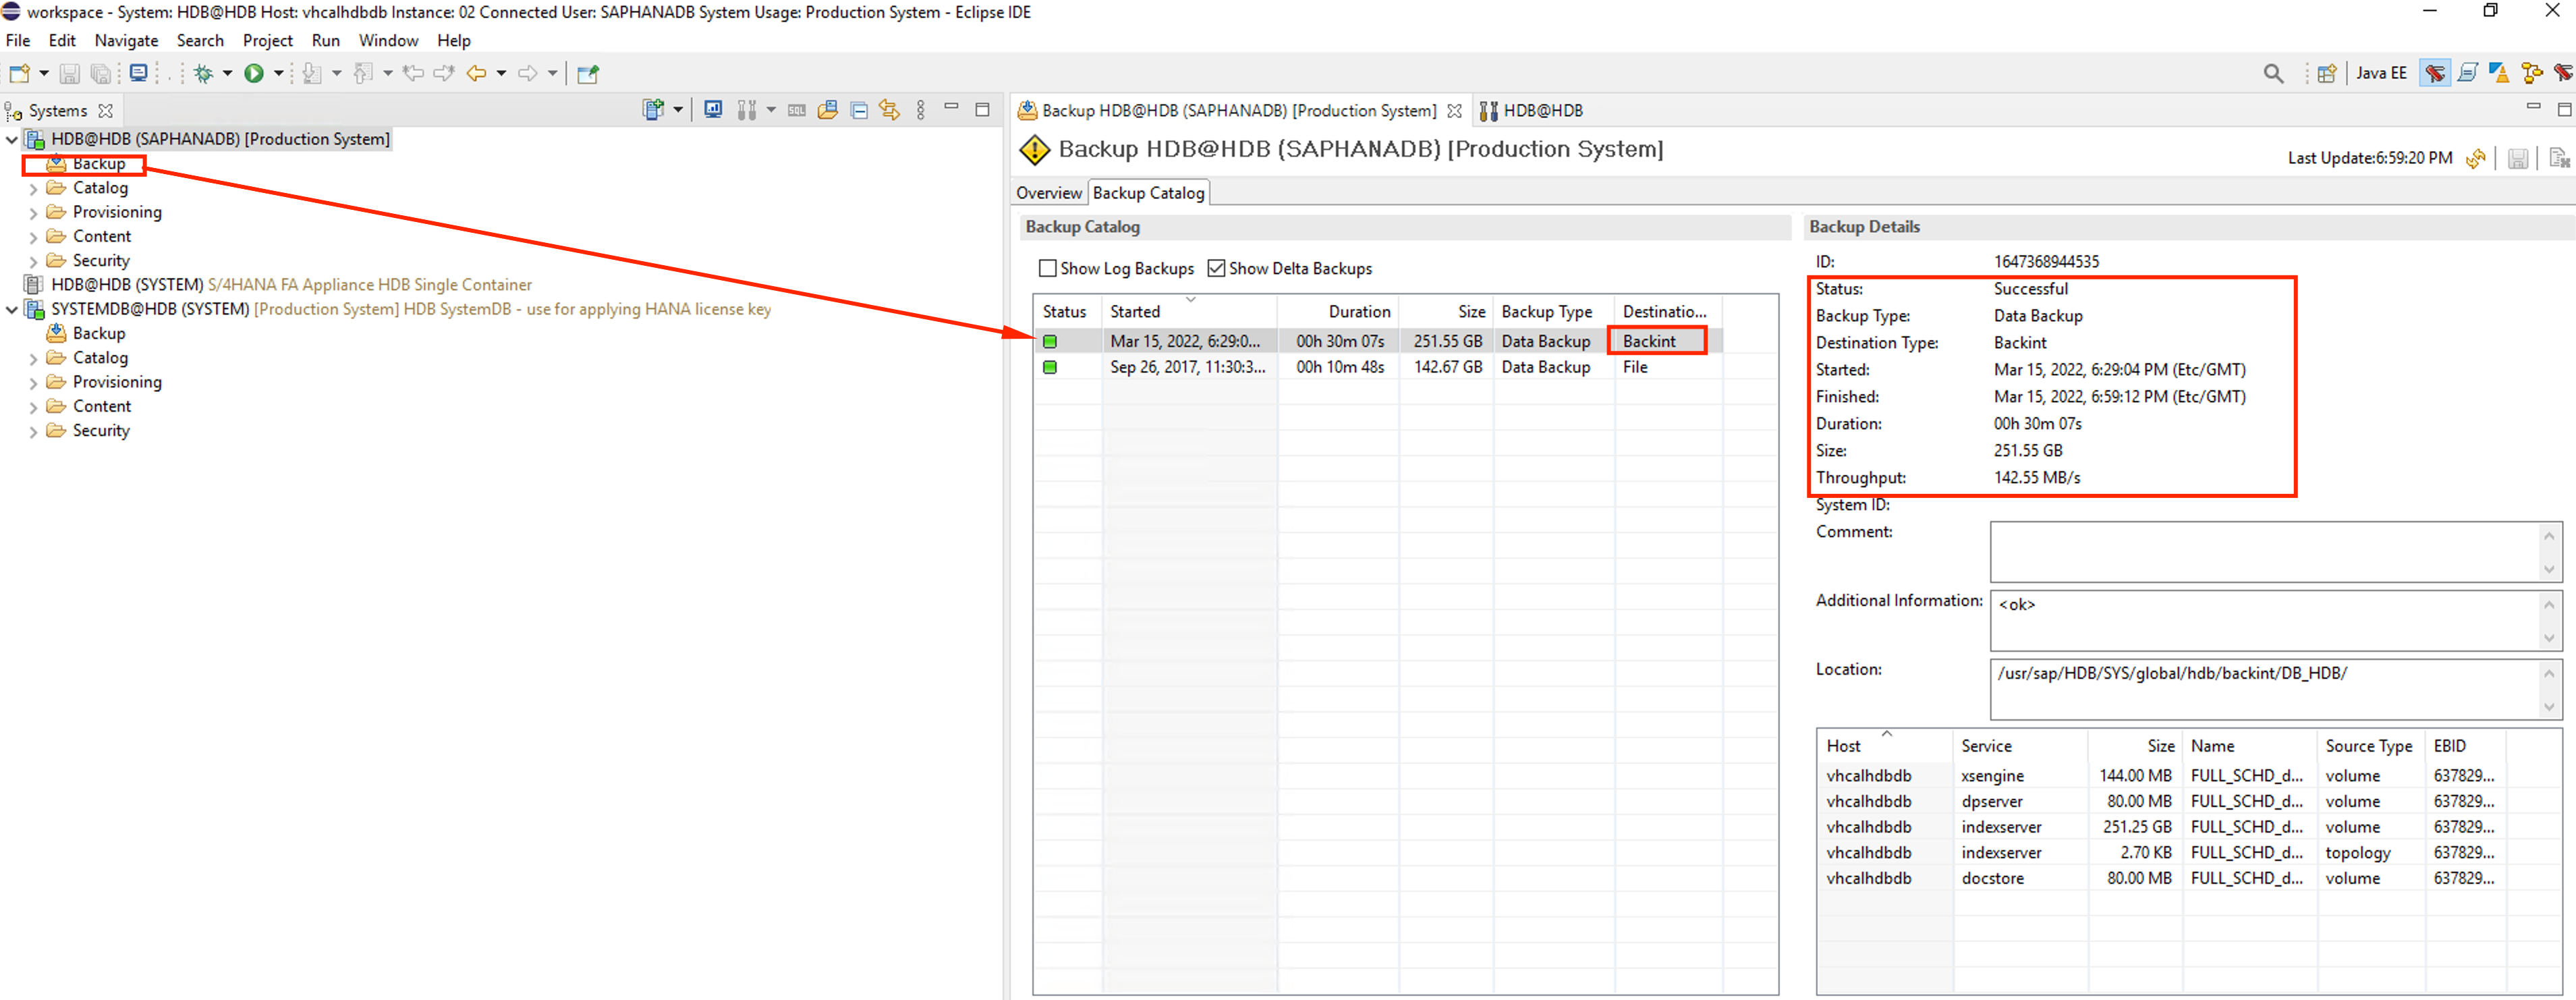 workspace - System: HDB@HDB Host: vhcalhdbdb Instance: 02 Connected User: SAPHANADB System Usage: Production System - Eclipse IDE
File Edit Navigate Search Project Run Window Help
Java EE
Systems
HDB@HDB (SAPHANADB) [Production System]
Backup
Catalog
Provisioning
Content
Security
HDB@HDB (SYSTEM) S/4HANA FA Appliance HDB Single Container
SYSTEMDB@HDB (SYSTEM) [Production System] HDB SystemDB - use for applying HANA license key
Backup
Catalog
Provisioning
Content
Security
Backup HDB@HDB (SAPHANADB) [Production System] HDB@HDB
Backup HDB@HDB (SAPHANADB) [Production System]
Last Update:6:59:20 PM
Overview Backup Catalog
Backup Catalog
Show Log Backups Show Delta Backups
Status Started Duration Size Backup Type Destinatio...
Mar 15, 2022, 6:29:0... 00h 30m 07s 251.55 GB Data Backup Backint
Sep 26, 2017, 11:30:3... 00h 10m 48s 142.67 GB Data Backup File
Backup Details
ID: 1647368944535
Status: Successful
Backup Type: Data Backup
Destination Type: Backint
Started: Mar 15, 2022, 6:29:04 PM (Etc/GMT)
Finished: Mar 15, 2022, 6:59:12 PM (Etc/GMT)
Duration: 00h 30m 07s
Size: 251.55 GB
Throughput: 142.55 MB/s
System ID:
Comment:
Additional Information: <ok>
Location: /usr/sap/HDB/SYS/global/hdb/backint/DB_HDB/
Host Service Size Name Source Type EBID
vhcalhdbdb xsengine 144.00 MB FULL_SCHD_d... volume 637829...
vhcalhdbdb dpserver 80.00 MB FULL_SCHD_d... volume 637829...
vhcalhdbdb indexserver 251.25 GB FULL_SCHD_d... volume 637829...
vhcalhdbdb indexserver 2.70 KB FULL_SCHD_d... topology 637829...
vhcalhdbdb docstore 80.00 MB FULL_SCHD_d... volume 637829...